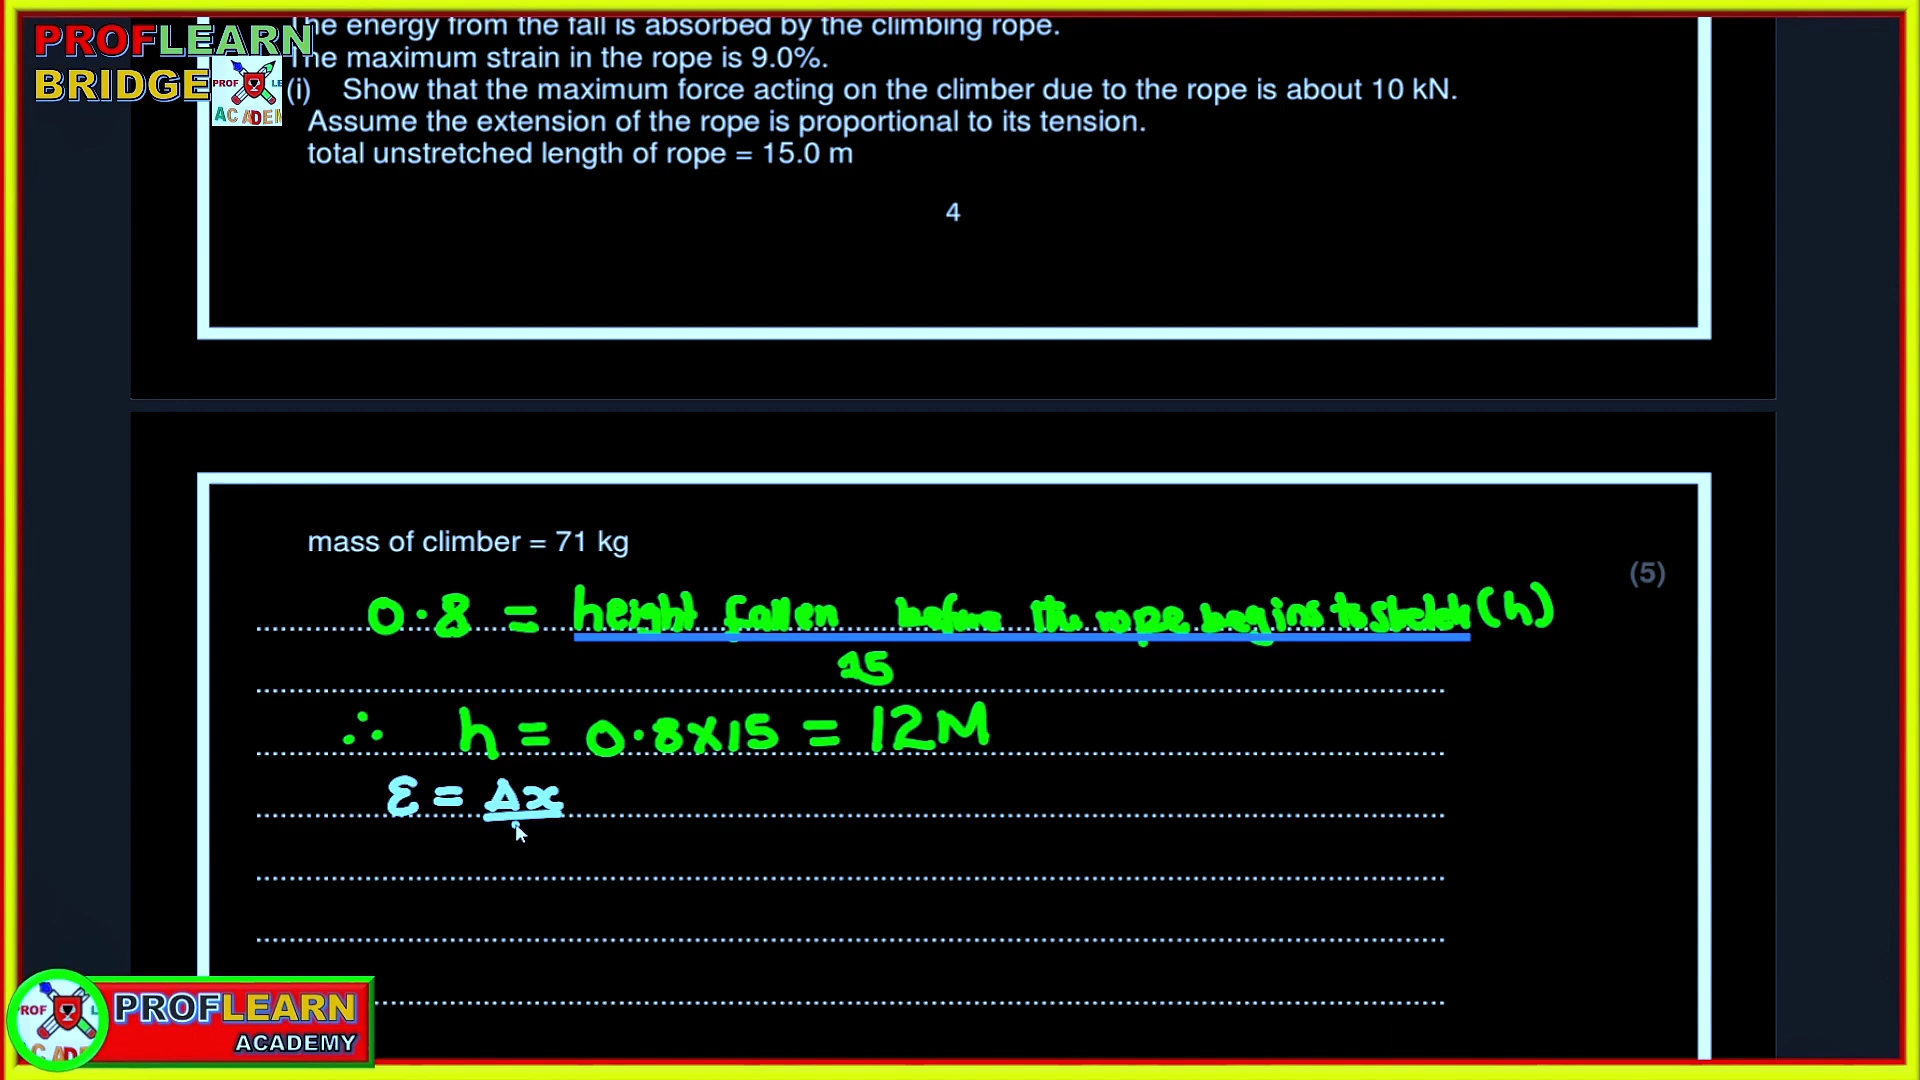 PROFLEARN
BRIDGE
he energy from the fall is absorbed by the climbing rope.
he maximum strain in the rope is 9.0%.
(i) Show that the maximum force acting on the climber due to the rope is about 10 kN.
Assume the extension of the rope is proportional to its tension.
total unstretched length of rope = 15.0 m
4
mass of climber = 71 kg
(5)
0.8 = height fallen before the rope begins to stretch (h)
15
∴ h = 0.8×15 = 12M
ε = Δx
PROFLEARN
ACADEMY